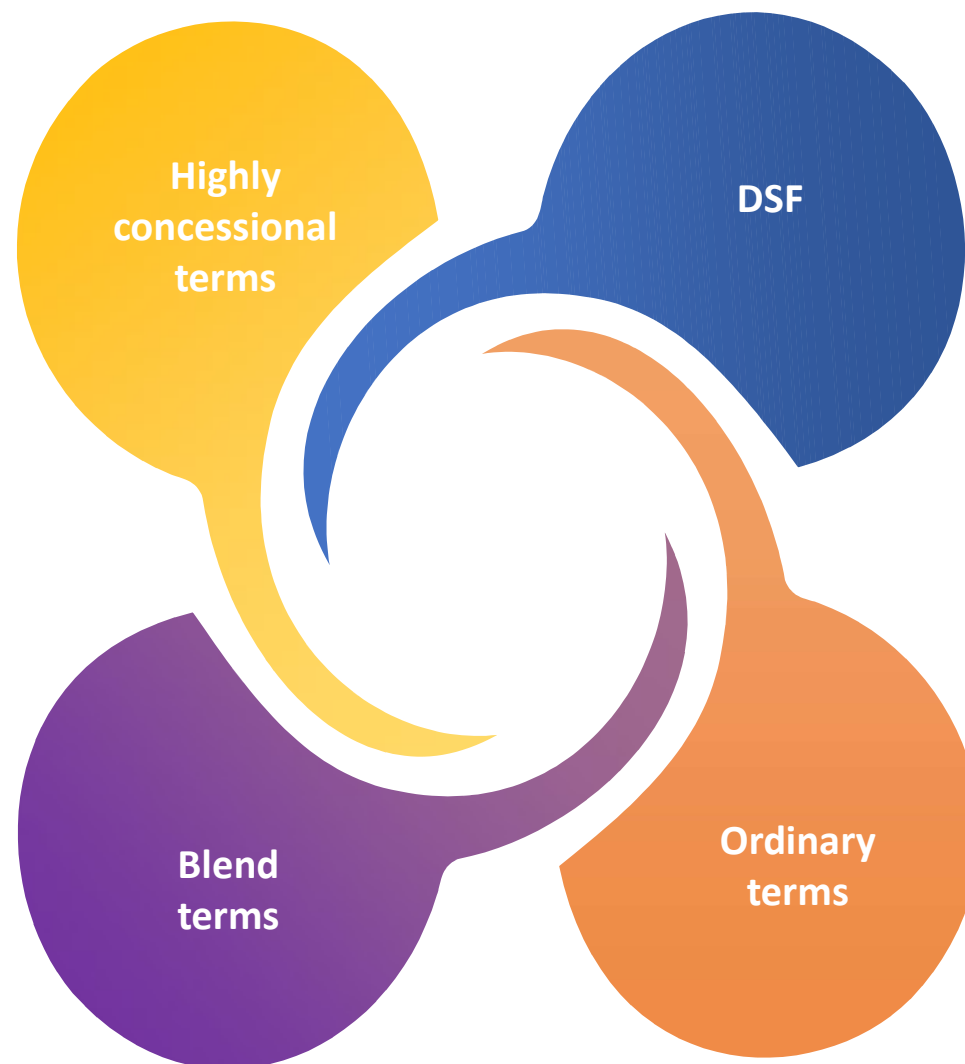 Highly
concessional
terms
DSF
Blend
terms
Ordinary
terms